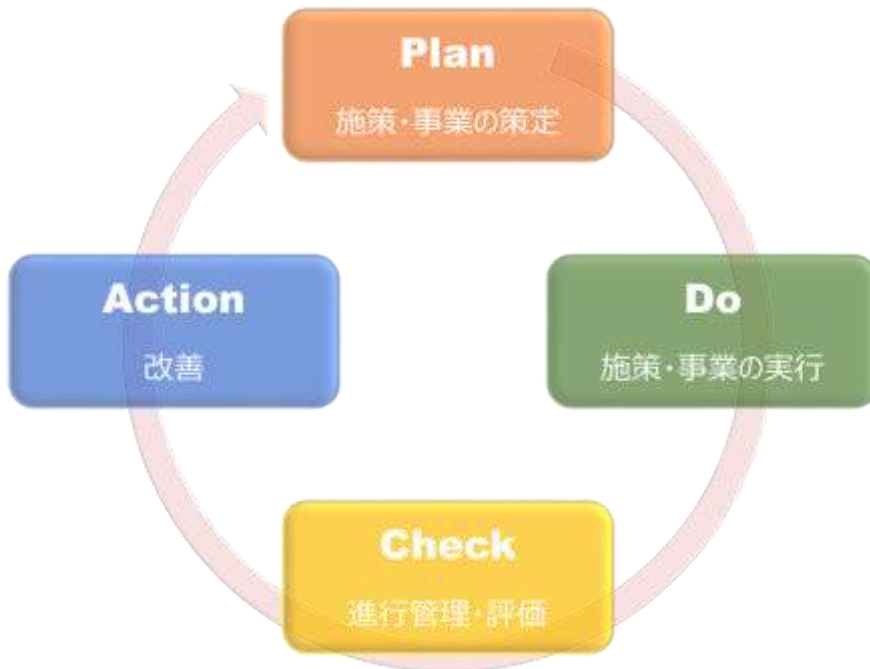 Plan
施策・事業の策定
Action
改善
Do
施策・事業の実行
Check
進行管理・評価